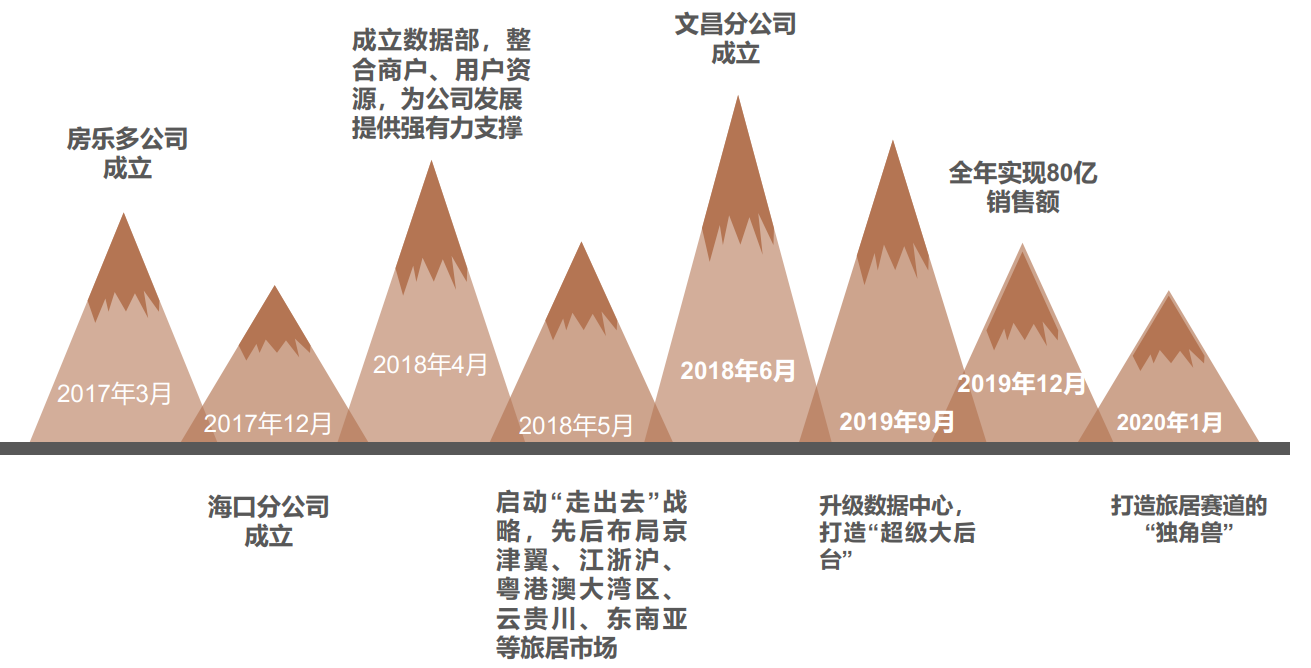 房乐多公司
成立
2017年3月
2017年12月
海口分公司
成立
成立数据部，整
合商户、用户资
源，为公司发展
提供强有力支撑
2018年4月
2018年5月
启动“走出去”战
略，先后布局京
津翼、江浙沪、
粤港澳大湾区、
云贵川、东南亚
等旅居市场
文昌分公司
成立
2018年6月
2019年9月
升级数据中心，
打造“超级大后
台”
全年实现80亿
销售额
2019年12月
2020年1月
打造旅居赛道的
“独角兽”